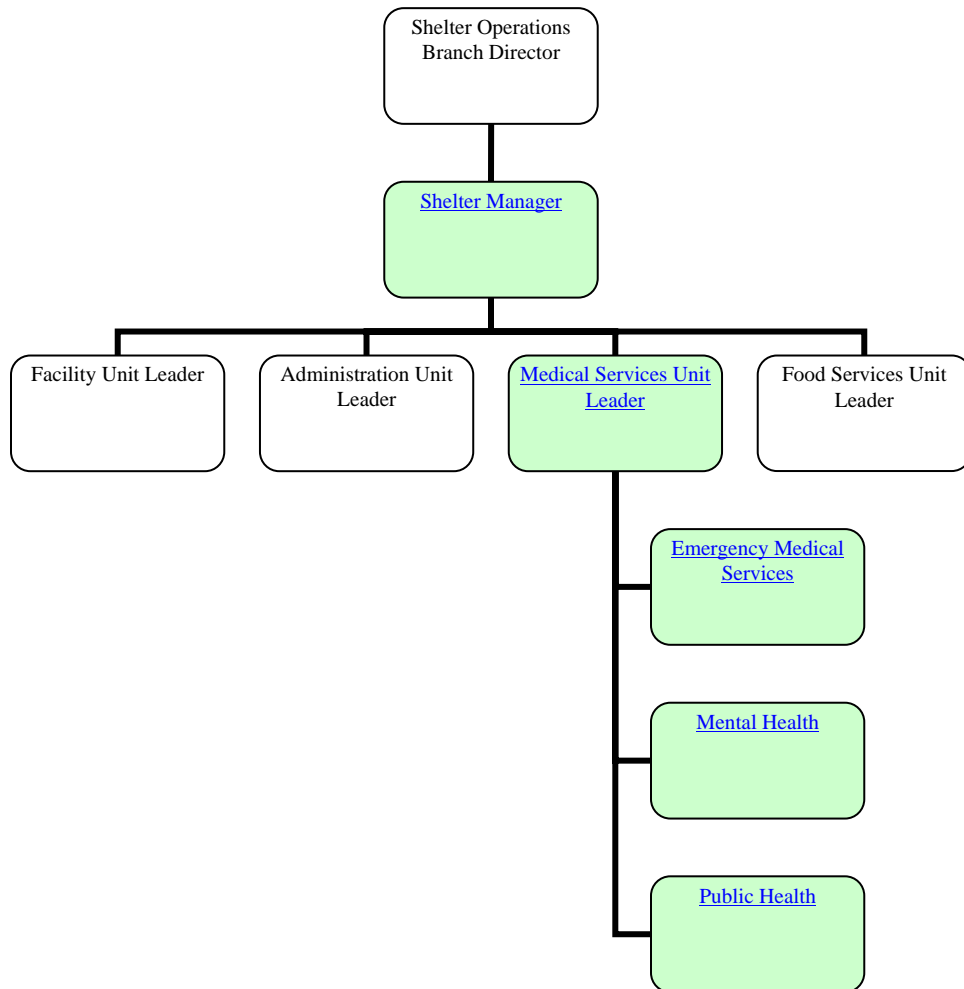 Shelter Operations
Branch Director
Shelter Manager
Facility Unit Leader
Administration Unit
Leader
Medical Services Unit
Leader
Food Services Unit
Leader
Emergency Medical
Services
Mental Health
Public Health